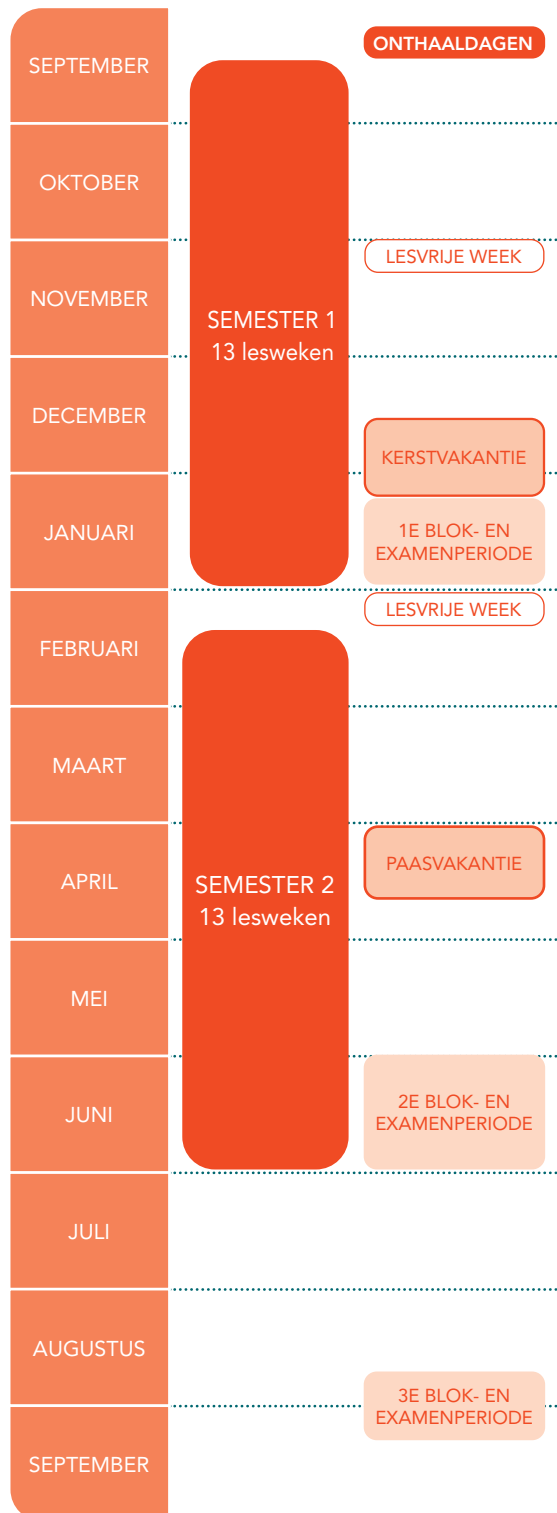 ONTHAALDAGEN
SEPTEMBER
OKTOBER
LESVRIJE WEEK
NOVEMBER
SEMESTER 1
13 lesweken
DECEMBER
KERSTVAKANTIE
JANUARI
1E BLOK- EN
EXAMENPERIODE
LESVRIJE WEEK
FEBRUARI
MAART
PAASVAKANTIE
APRIL
SEMESTER 2
13 lesweken
MEI
JUNI
2E BLOK- EN
EXAMENPERIODE
JULI
AUGUSTUS
3E BLOK- EN
EXAMENPERIODE
SEPTEMBER